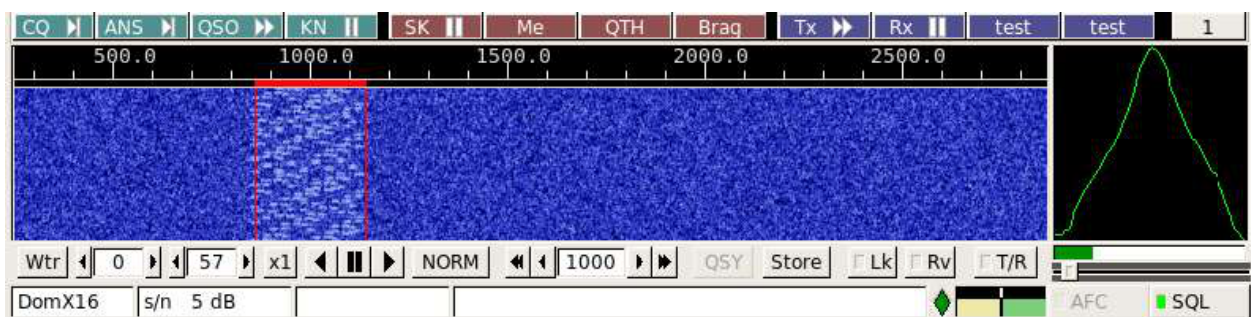 CQ ANS QSO KN SK Me QTH Brag Tx Rx test test 1
500.0 1000.0 1500.0 2000.0 2500.0
Wtr 0 57 x1 NORM 1000 QSY Store Lk Rv T/R
DomX16 s/n 5 dB AFC SQL